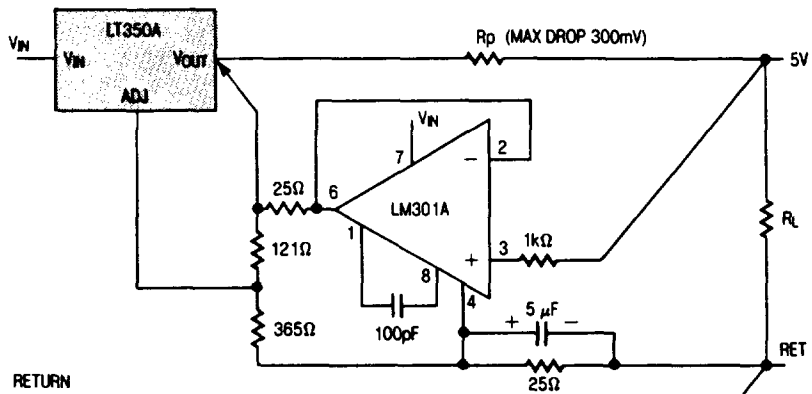 LT350A
VIN
VIN
VOUT
ADJ
Rp (MAX DROP 300mV)
5V
VIN
7
2
−
25Ω
6
LM301A
RL
1
121Ω
3
+
1kΩ
8
4
100pF
+
5 µF
−
365Ω
RET
25Ω
RETURN